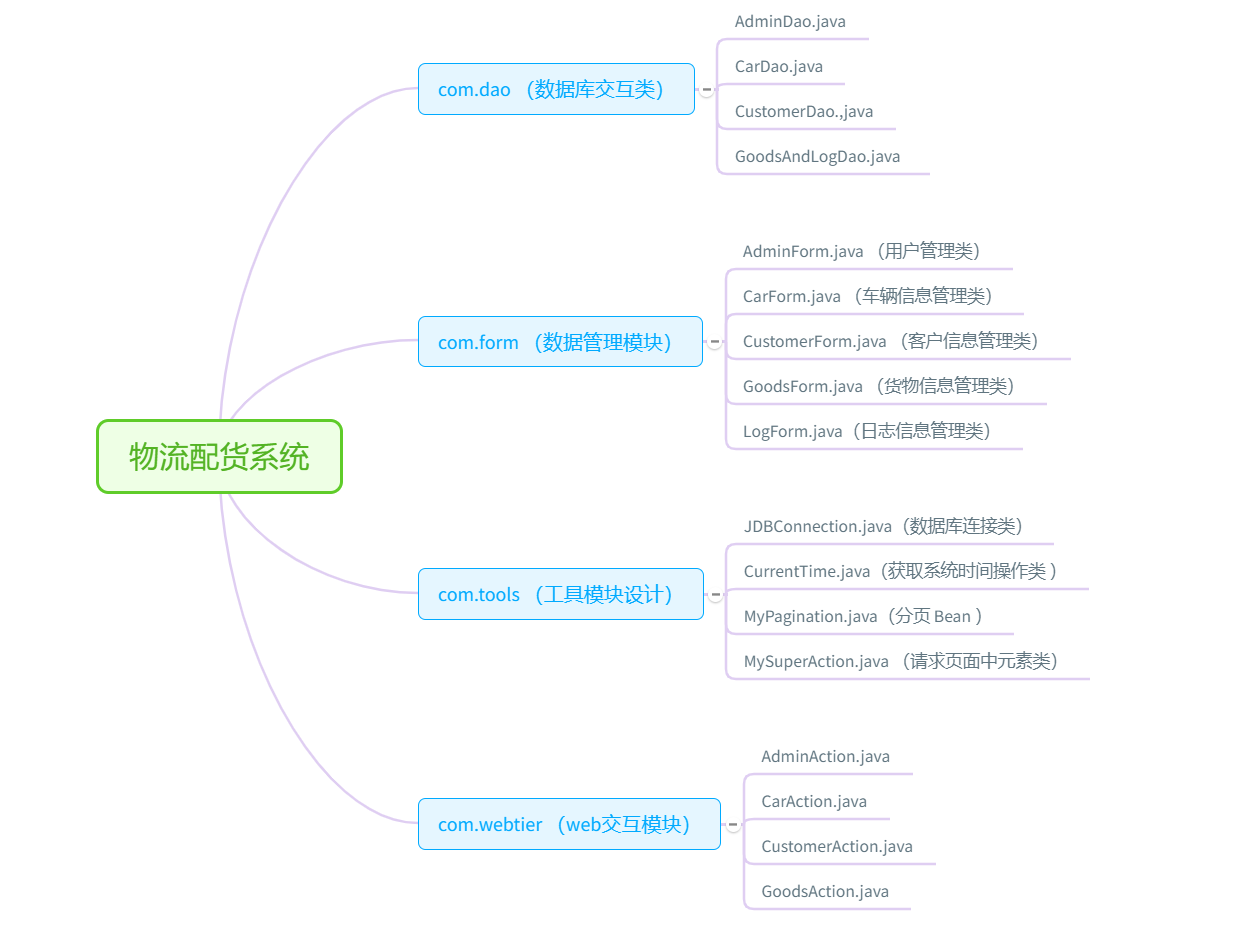 物流配货系统
com.dao （数据库交互类）
AdminDao.java
CarDao.java
CustomerDao.,java
GoodsAndLogDao.java
com.form （数据管理模块）
AdminForm.java （用户管理类）
CarForm.java （车辆信息管理类）
CustomerForm.java （客户信息管理类）
GoodsForm.java （货物信息管理类）
LogForm.java（日志信息管理类）
com.tools （工具模块设计）
JDBConnection.java（数据库连接类）
CurrentTime.java（获取系统时间操作类 ）
MyPagination.java（分页 Bean ）
MySuperAction.java （请求页面中元素类）
com.webtier （web交互模块）
AdminAction.java
CarAction.java
CustomerAction.java
GoodsAction.java